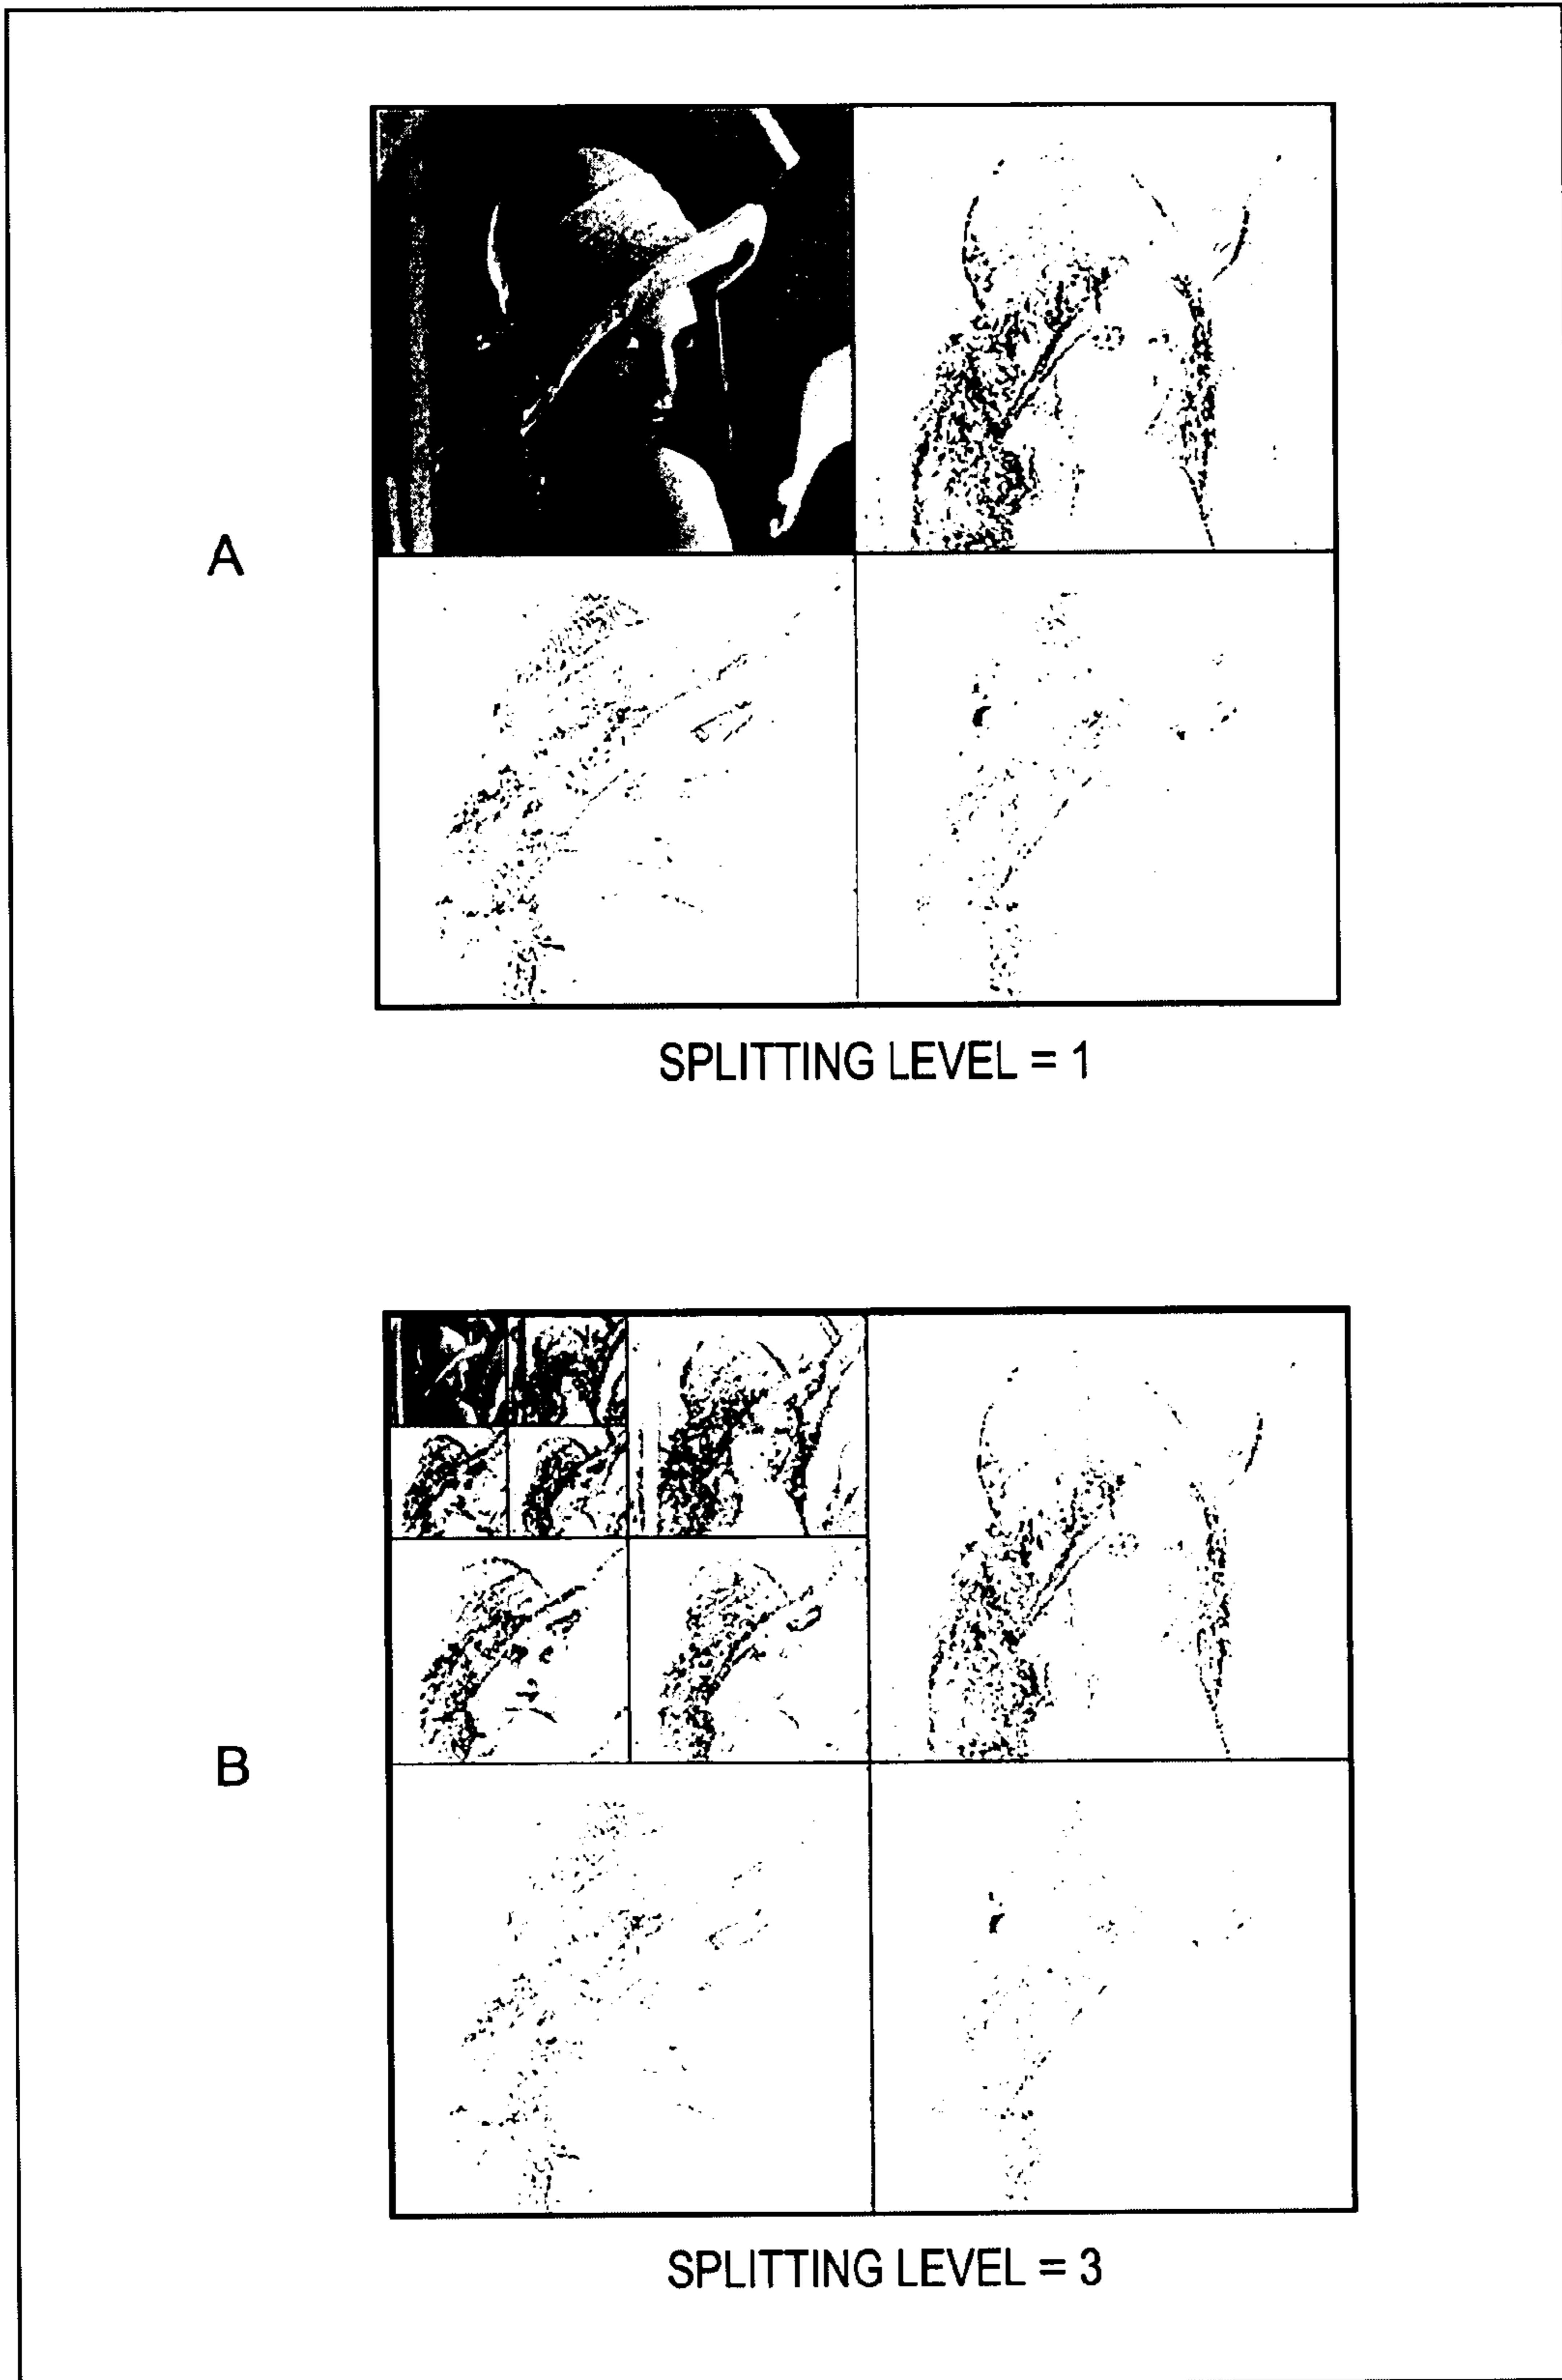 A
SPLITTING LEVEL = 1
B
SPLITTING LEVEL = 3